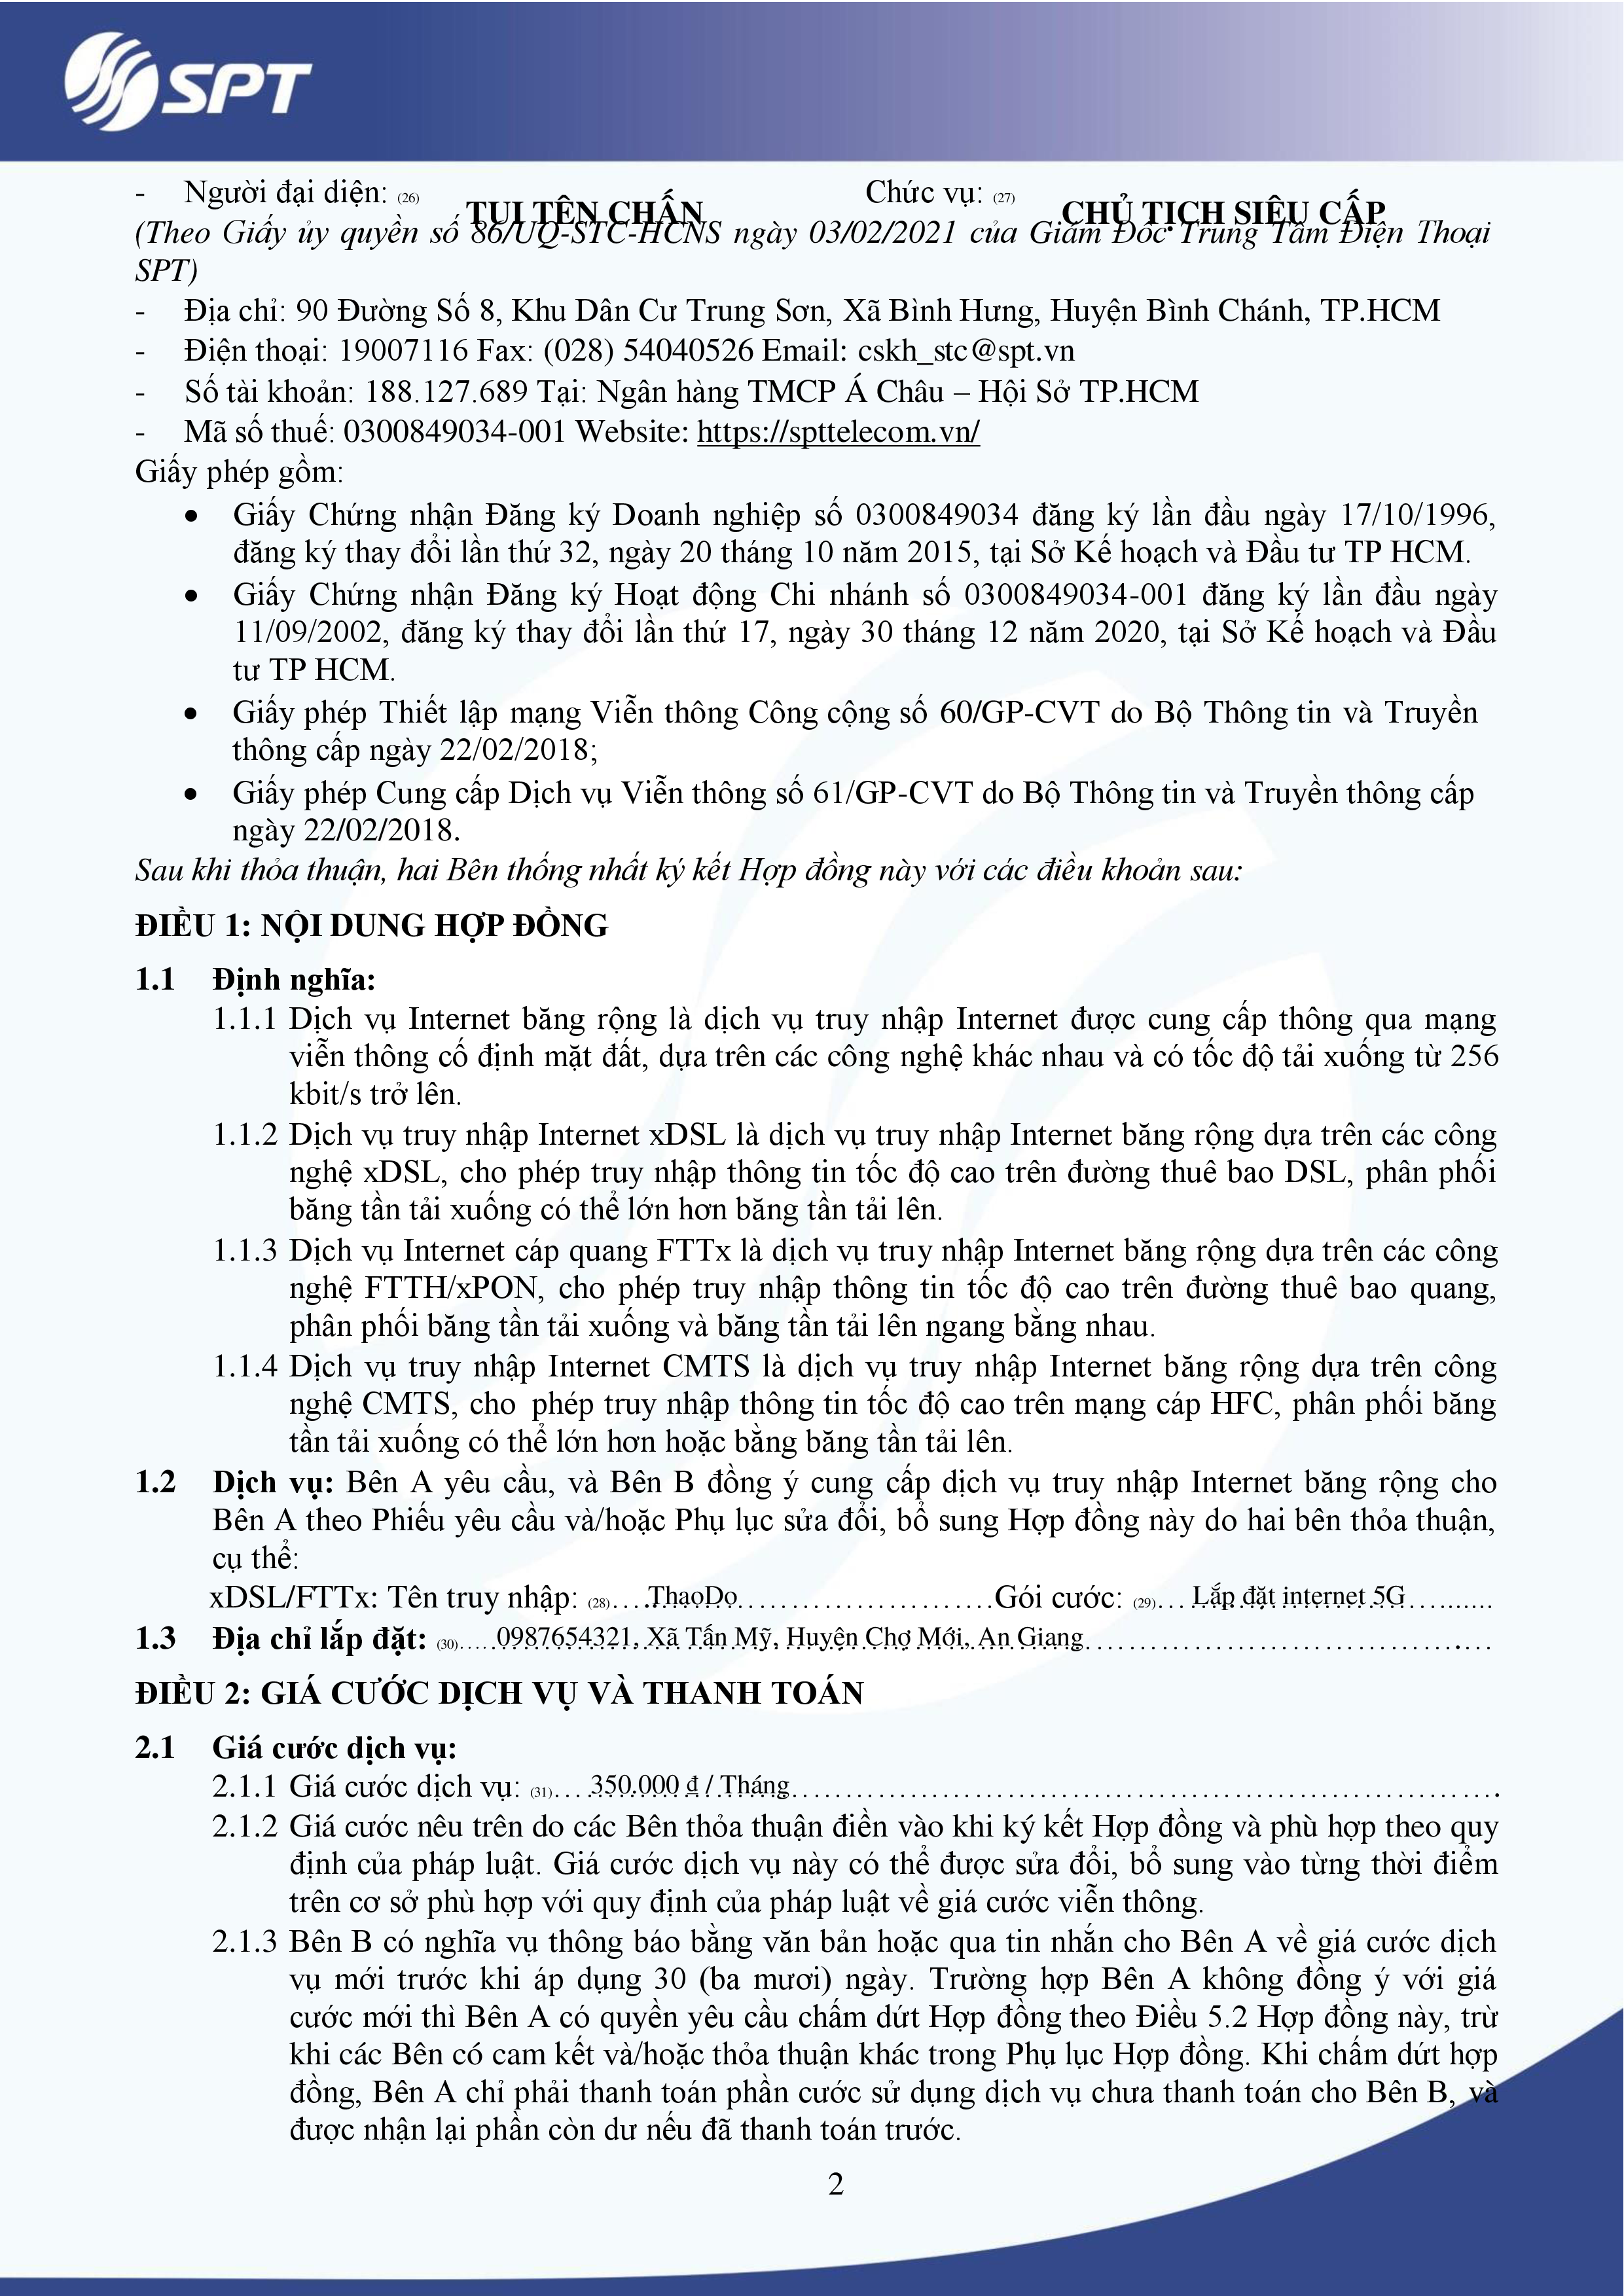 SPT
- Người đại diện: (26) TUI TÊN CHẤN Chức vụ: (27) CHỦ TỊCH SIÊU CẤP
(Theo Giấy ủy quyền số 86/UQ-STC-HCNS ngày 03/02/2021 của Giám Đốc Trung Tâm Điện Thoại
SPT)
- Địa chỉ: 90 Đường Số 8, Khu Dân Cư Trung Sơn, Xã Bình Hưng, Huyện Bình Chánh, TP.HCM
- Điện thoại: 19007116 Fax: (028) 54040526 Email: cskh_stc@spt.vn
- Số tài khoản: 188.127.689 Tại: Ngân hàng TMCP Á Châu – Hội Sở TP.HCM
- Mã số thuế: 0300849034-001 Website: https://spttelecom.vn/
Giấy phép gồm:
• Giấy Chứng nhận Đăng ký Doanh nghiệp số 0300849034 đăng ký lần đầu ngày 17/10/1996,
đăng ký thay đổi lần thứ 32, ngày 20 tháng 10 năm 2015, tại Sở Kế hoạch và Đầu tư TP HCM.
• Giấy Chứng nhận Đăng ký Hoạt động Chi nhánh số 0300849034-001 đăng ký lần đầu ngày
11/09/2002, đăng ký thay đổi lần thứ 17, ngày 30 tháng 12 năm 2020, tại Sở Kế hoạch và Đầu
tư TP HCM.
• Giấy phép Thiết lập mạng Viễn thông Công cộng số 60/GP-CVT do Bộ Thông tin và Truyền
thông cấp ngày 22/02/2018;
• Giấy phép Cung cấp Dịch vụ Viễn thông số 61/GP-CVT do Bộ Thông tin và Truyền thông cấp
ngày 22/02/2018.
Sau khi thỏa thuận, hai Bên thống nhất ký kết Hợp đồng này với các điều khoản sau:
ĐIỀU 1: NỘI DUNG HỢP ĐỒNG
1.1 Định nghĩa:
1.1.1 Dịch vụ Internet băng rộng là dịch vụ truy nhập Internet được cung cấp thông qua mạng
viễn thông cố định mặt đất, dựa trên các công nghệ khác nhau và có tốc độ tải xuống từ 256
kbit/s trở lên.
1.1.2 Dịch vụ truy nhập Internet xDSL là dịch vụ truy nhập Internet băng rộng dựa trên các công
nghệ xDSL, cho phép truy nhập thông tin tốc độ cao trên đường thuê bao DSL, phân phối
băng tần tải xuống có thể lớn hơn băng tần tải lên.
1.1.3 Dịch vụ Internet cáp quang FTTx là dịch vụ truy nhập Internet băng rộng dựa trên các công
nghệ FTTH/xPON, cho phép truy nhập thông tin tốc độ cao trên đường thuê bao quang,
phân phối băng tần tải xuống và băng tần tải lên ngang bằng nhau.
1.1.4 Dịch vụ truy nhập Internet CMTS là dịch vụ truy nhập Internet băng rộng dựa trên công
nghệ CMTS, cho phép truy nhập thông tin tốc độ cao trên mạng cáp HFC, phân phối băng
tần tải xuống có thể lớn hơn hoặc bằng băng tần tải lên.
1.2 Dịch vụ: Bên A yêu cầu, và Bên B đồng ý cung cấp dịch vụ truy nhập Internet băng rộng cho
Bên A theo Phiếu yêu cầu và/hoặc Phụ lục sửa đổi, bổ sung Hợp đồng này do hai bên thỏa thuận,
cụ thể:
xDSL/FTTx: Tên truy nhập: (28).....ThaoDo...............................Gói cước: (29)....Lắp đặt internet 5G..........
1.3 Địa chỉ lắp đặt: (30).....0987654321, Xã Tấn Mỹ, Huyện Chợ Mới, An Giang...................................
ĐIỀU 2: GIÁ CƯỚC DỊCH VỤ VÀ THANH TOÁN
2.1 Giá cước dịch vụ:
2.1.1 Giá cước dịch vụ: (31)....350.000 ₫ / Tháng............................................................
2.1.2 Giá cước nêu trên do các Bên thỏa thuận điền vào khi ký kết Hợp đồng và phù hợp theo quy
định của pháp luật. Giá cước dịch vụ này có thể được sửa đổi, bổ sung vào từng thời điểm
trên cơ sở phù hợp với quy định của pháp luật về giá cước viễn thông.
2.1.3 Bên B có nghĩa vụ thông báo bằng văn bản hoặc qua tin nhắn cho Bên A về giá cước dịch
vụ mới trước khi áp dụng 30 (ba mươi) ngày. Trường hợp Bên A không đồng ý với giá
cước mới thì Bên A có quyền yêu cầu chấm dứt Hợp đồng theo Điều 5.2 Hợp đồng này, trừ
khi các Bên có cam kết và/hoặc thỏa thuận khác trong Phụ lục Hợp đồng. Khi chấm dứt hợp
đồng, Bên A chỉ phải thanh toán phần cước sử dụng dịch vụ chưa thanh toán cho Bên B, và
được nhận lại phần còn dư nếu đã thanh toán trước.
2